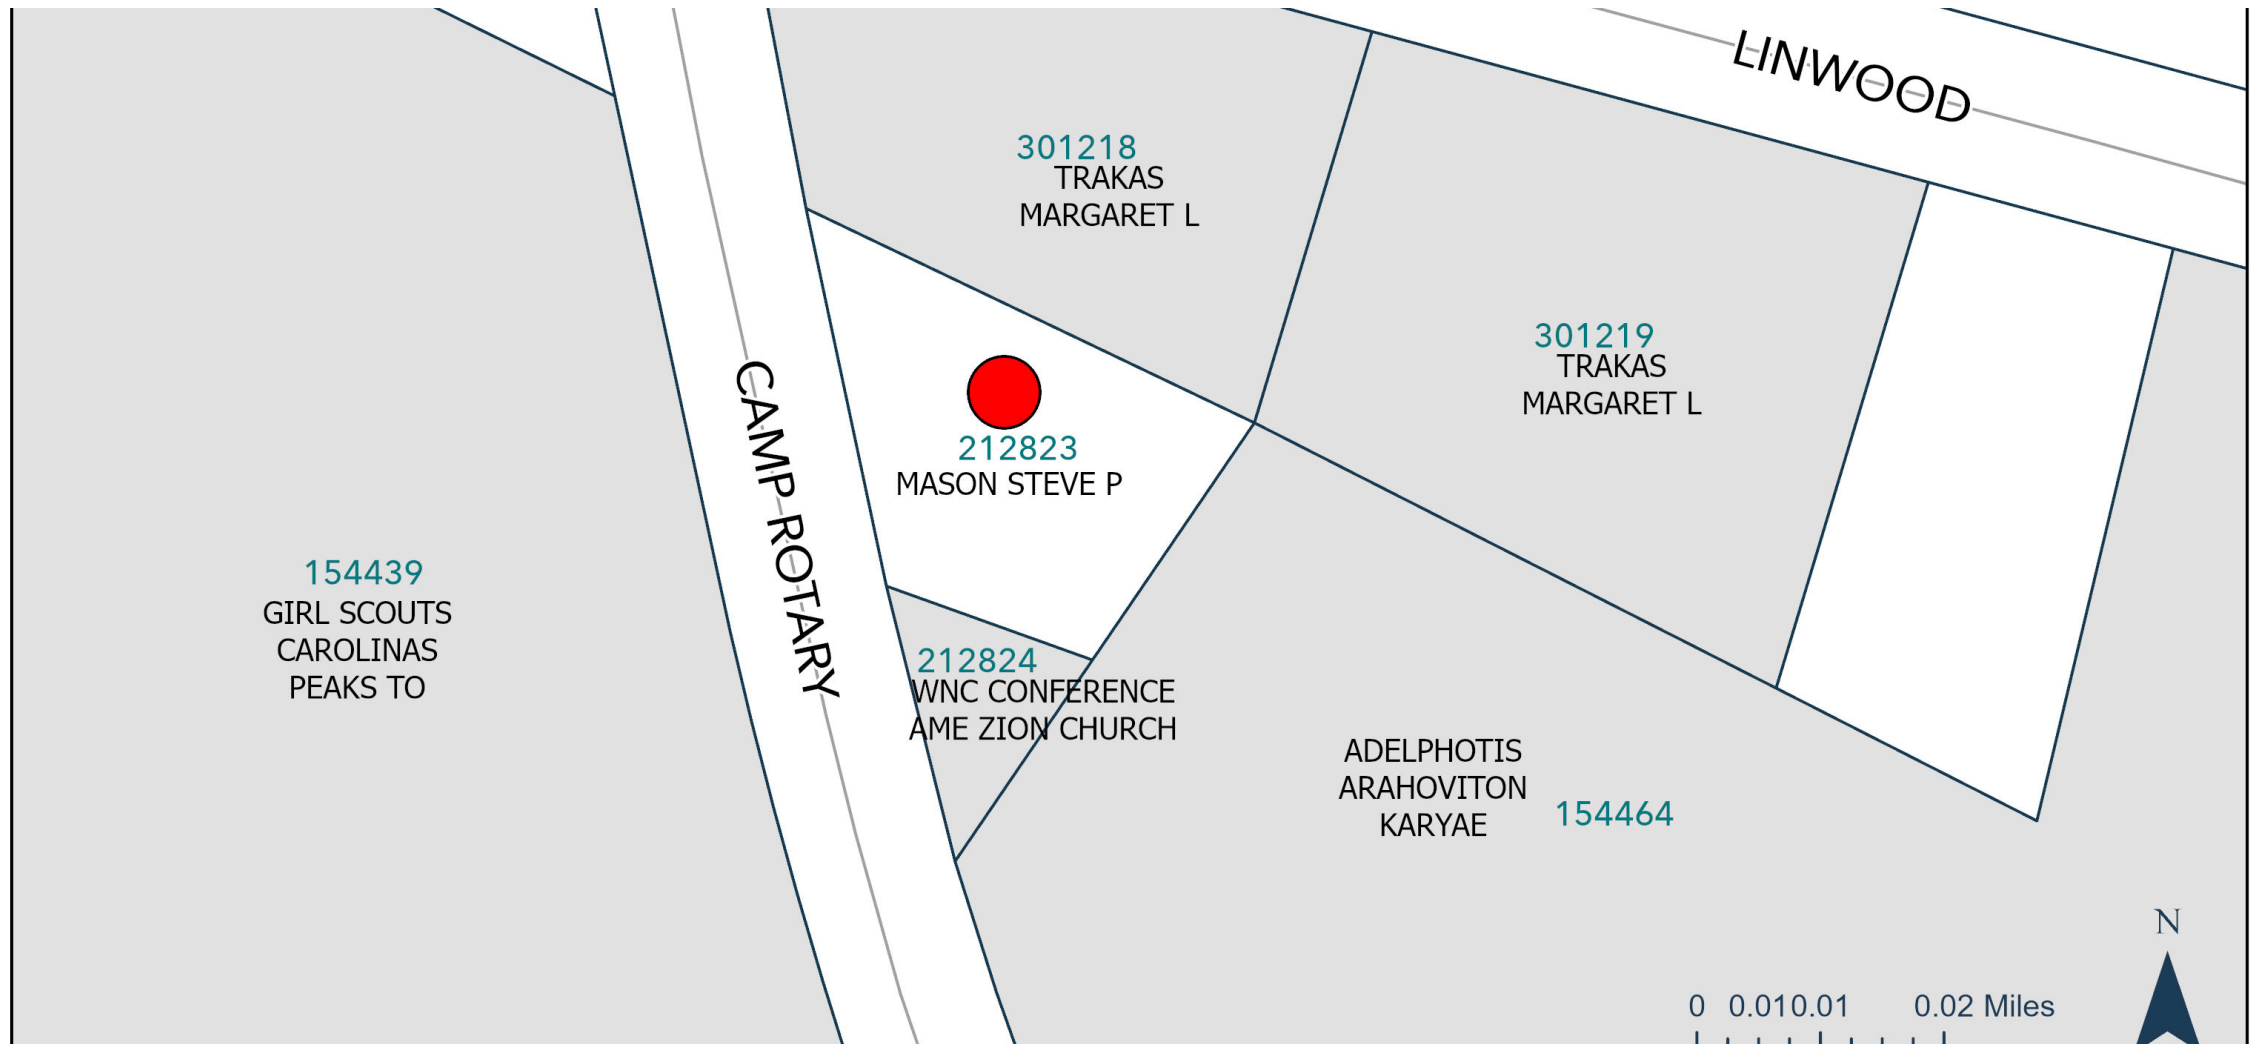 LINWOOD
301218
TRAKAS
MARGARET L
301219
TRAKAS
MARGARET L
CAMP ROTARY
212823
MASON STEVE P
154439
GIRL SCOUTS
CAROLINAS
PEAKS TO
212824
WNC CONFERENCE
AME ZION CHURCH
ADELPHOTIS
ARAHOVITON
KARYAE
154464
N
0 0.010.01 0.02 Miles